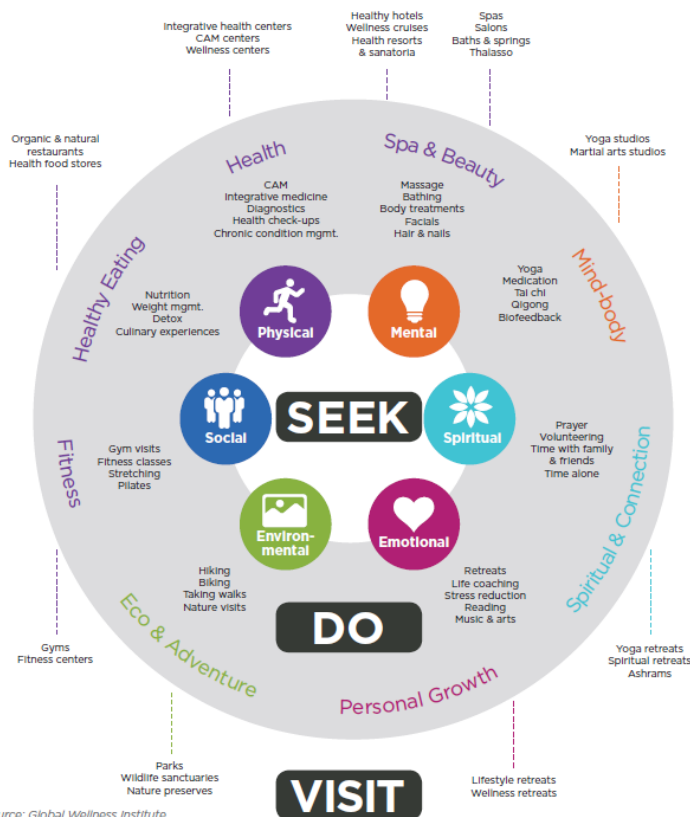 Integrative health centers
CAM centers
Wellness centers
Healthy hotels
Wellness cruises
Health resorts
& sanatoria
Spas
Salons
Baths & springs
Thalasso
Organic & natural
restaurants
Health food stores
Yoga studios
Martial arts studios
Health
Spa & Beauty
CAM
Integrative medicine
Diagnostics
Health check-ups
Chronic condition mgmt.
Massage
Bathing
Body treatments
Facials
Hair & nails
Healthy Eating
Nutrition
Weight mgmt.
Detox
Culinary experiences
Mind-body
Yoga
Medication
Tai chi
Qigong
Biofeedback
Physical
Mental
Social
SEEK
Spiritual
Environ-
mental
Emotional
Fitness
Gym visits
Fitness classes
Stretching
Pilates
Prayer
Volunteering
Time with family
& friends
Time alone
Spiritual & Connection
Hiking
Biking
Taking walks
Nature visits
Retreats
Life coaching
Stress reduction
Reading
Music & arts
DO
Eco & Adventure
Personal Growth
Gyms
Fitness centers
Yoga retreats
Spiritual retreats
Ashrams
Parks
Wildlife sanctuaries
Nature preserves
VISIT
Lifestyle retreats
Wellness retreats
urce: Global Wellness Institute